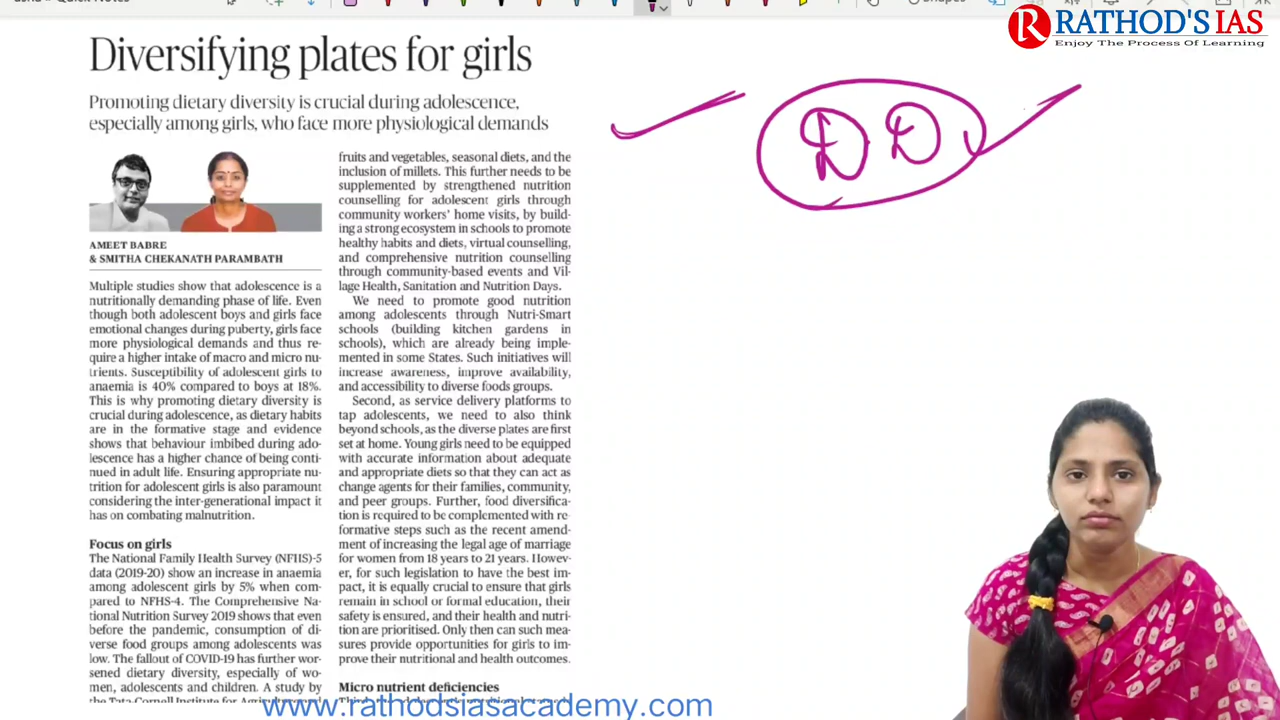 RATHOD'S IAS
Enjoy The Process Of Learning
Diversifying plates for girls
Promoting dietary diversity is crucial during adolescence,
especially among girls, who face more physiological demands
D D
AMEET BABRE
& SMITHA CHEKANATH PARAMBATH
Multiple studies show that adolescence is a
nutritionally demanding phase of life. Even
though both adolescent boys and girls face
emotional changes during puberty, girls face
more physiological demands and thus re-
quire a higher intake of macro and micro nu-
trients. Susceptibility of adolescent girls to
anaemia is 40% compared to boys at 18%.
This is why promoting dietary diversity is
crucial during adolescence, as dietary habits
are in the formative stage and evidence
shows that behaviour imbibed during ado-
lescence has a higher chance of being conti-
nued in adult life. Ensuring appropriate nu-
trition for adolescent girls is also paramount
considering the inter-generational impact it
has on combating malnutrition.
Focus on girls
The National Family Health Survey (NFHS)-5
data (2019-20) show an increase in anaemia
among adolescent girls by 5% when com-
pared to NFHS-4. The Comprehensive Na-
tional Nutrition Survey 2019 shows that even
before the pandemic, consumption of di-
verse food groups among adolescents was
low. The fallout of COVID-19 has further wor-
sened dietary diversity, especially of wo-
men, adolescents and children. A study by
the Tata-Cornell Institute for
fruits and vegetables, seasonal diets, and the
inclusion of millets. This further needs to be
supplemented by strengthened nutrition
counselling for adolescent girls through
community workers' home visits, by build-
ing a strong ecosystem in schools to promote
healthy habits and diets, virtual counselling,
and comprehensive nutrition counselling
through community-based events and Vil-
lage Health, Sanitation and Nutrition Days.
We need to promote good nutrition
among adolescents through Nutri-Smart
schools (building kitchen gardens in
schools), which are already being imple-
mented in some States. Such initiatives will
increase awareness, improve availability,
and accessibility to diverse foods groups.
Second, as service delivery platforms to
tap adolescents, we need to also think
beyond schools, as the diverse plates are first
set at home. Young girls need to be equipped
with accurate information about adequate
and appropriate diets so that they can act as
change agents for their families, community,
and peer groups. Further, food diversifica-
tion is required to be complemented with re-
formative steps such as the recent amend-
ment of increasing the legal age of marriage
for women from 18 years to 21 years. Howev-
er, for such legislation to have the best im-
pact, it is equally crucial to ensure that girls
remain in school or formal education, their
safety is ensured, and their health and nutri-
tion are prioritised. Only then can such mea-
sures provide opportunities for girls to im-
prove their nutritional and health outcomes.
Micro nutrient deficiencies
www.rathodsiasacademy.com